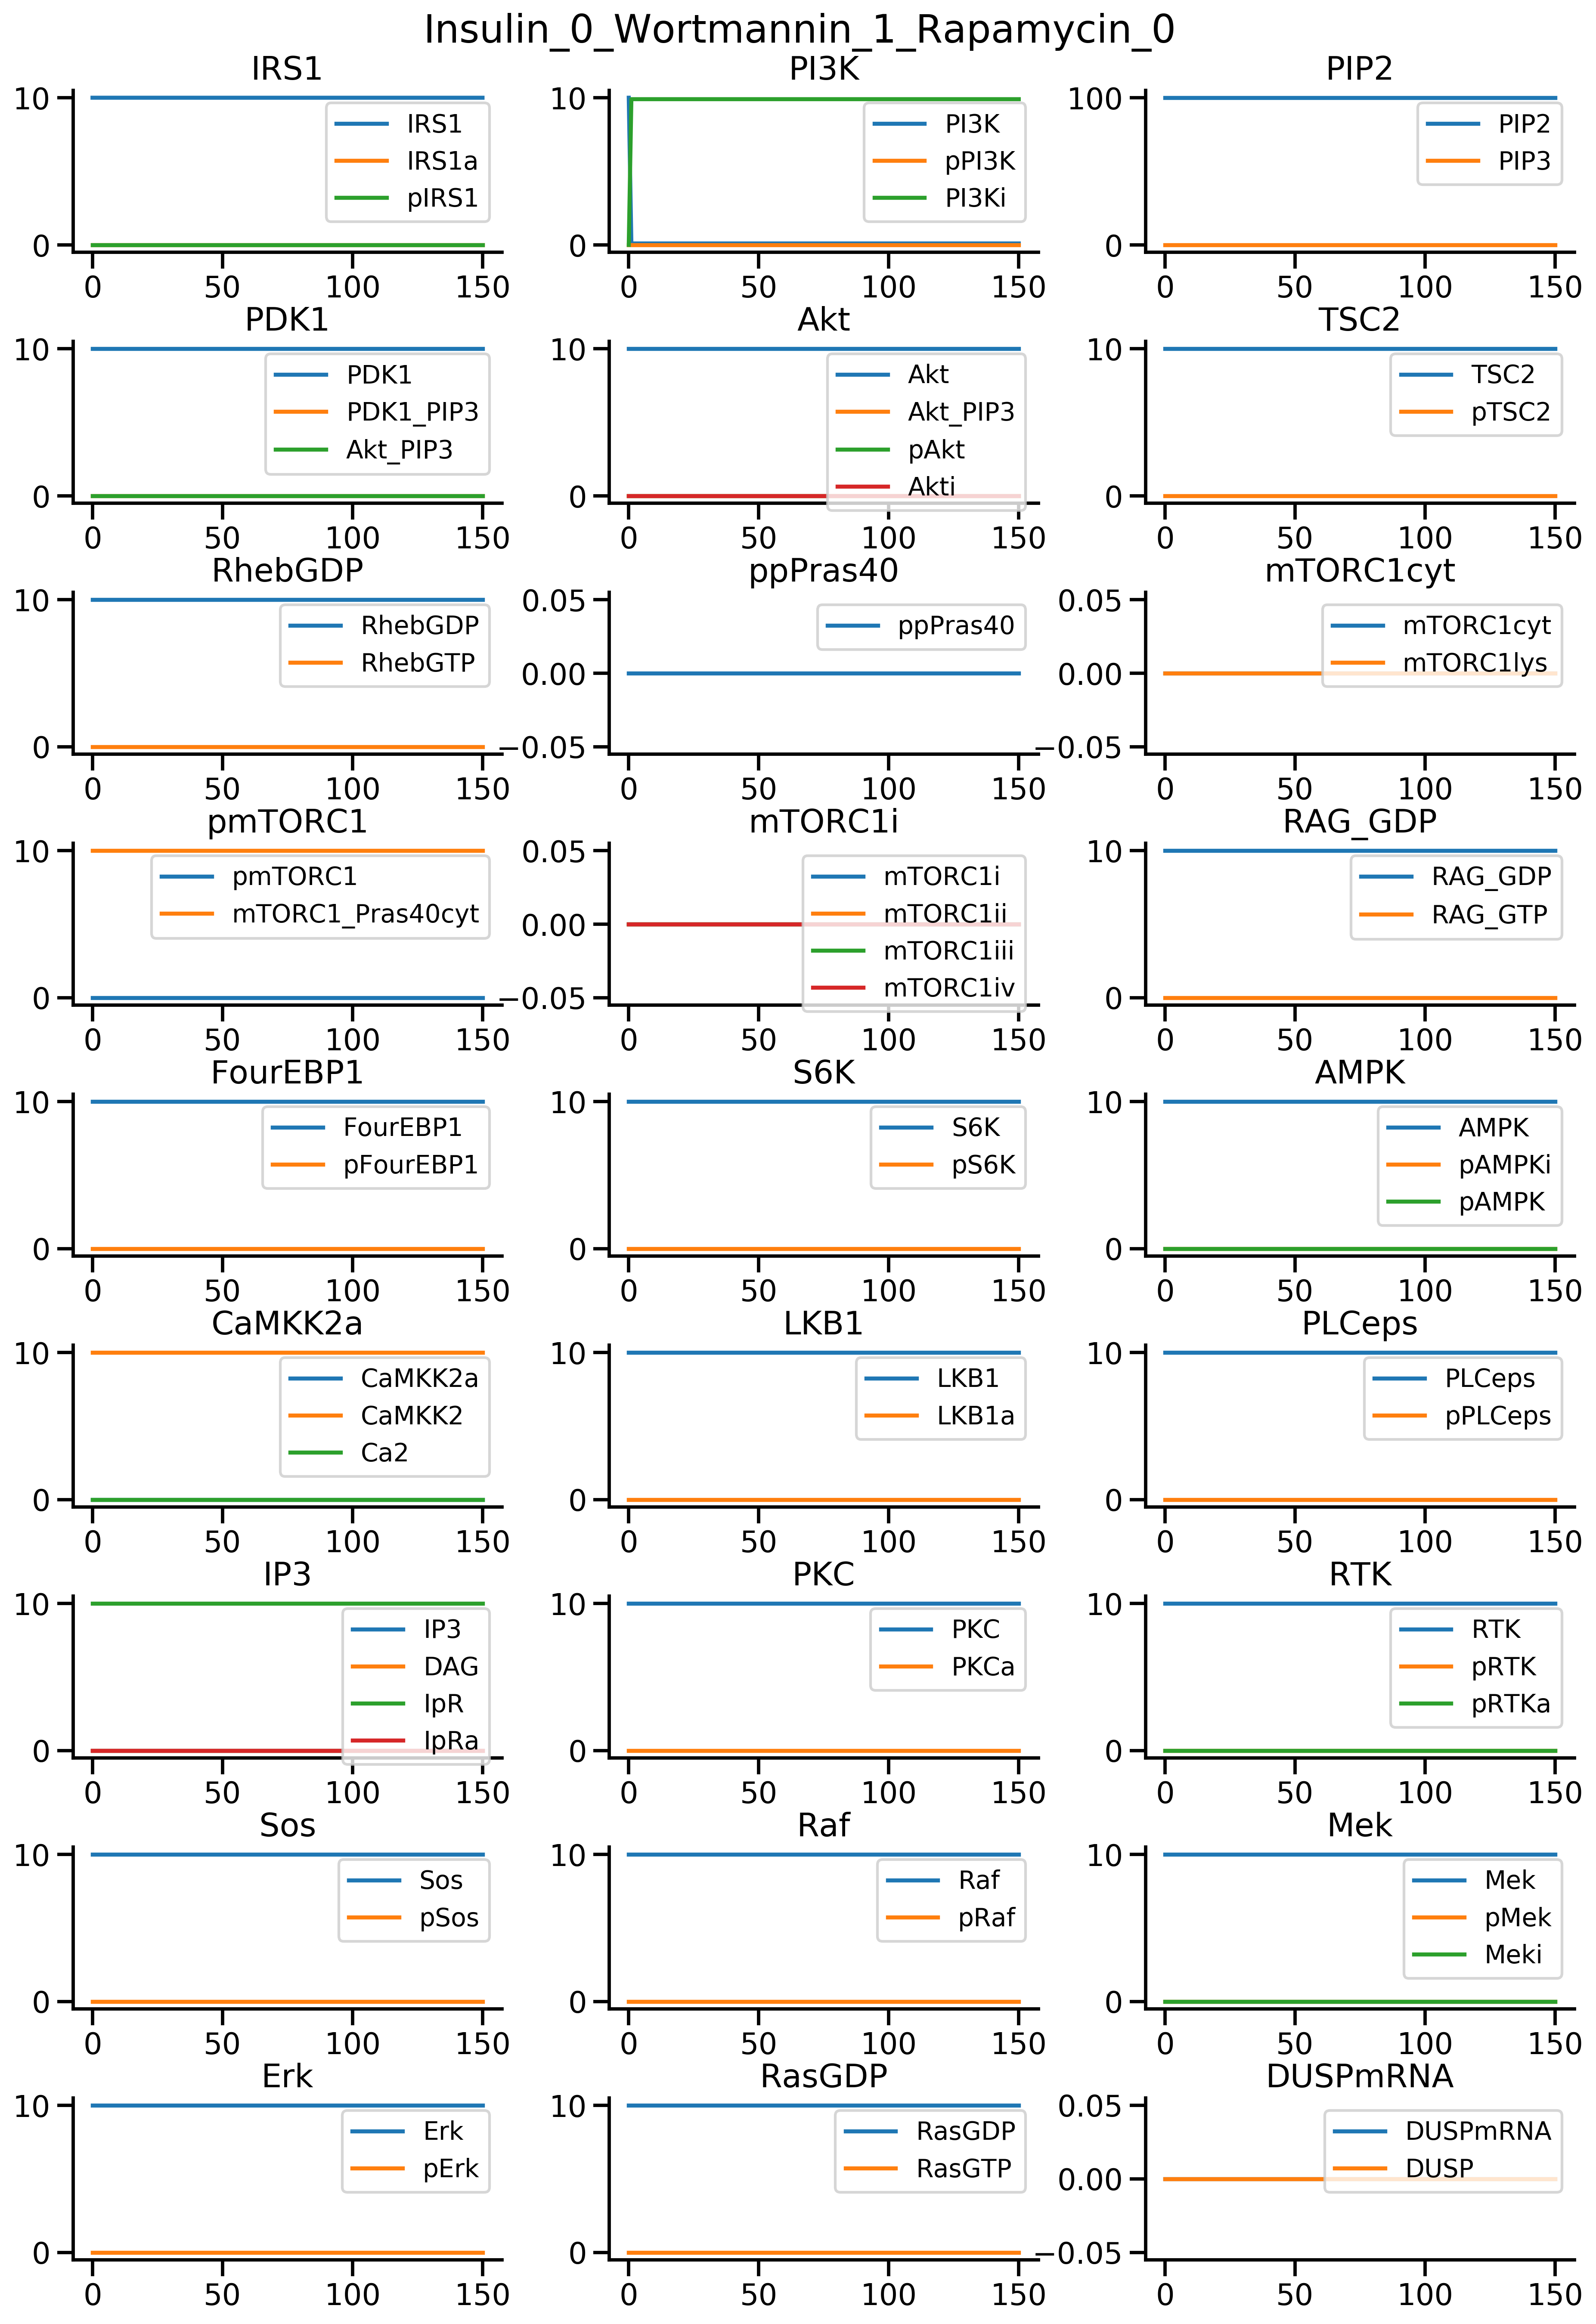 Insulin_0_Wortmannin_1_Rapamycin_0
IRS1 PI3K PIP2
10 IRS1 IRS1a pIRS1 0 0 50 100 150
10 PI3K pPI3K PI3Ki 0 0 50 100 150
100 PIP2 PIP3 0 0 50 100 150
PDK1 Akt TSC2
10 PDK1 PDK1_PIP3 Akt_PIP3 0 0 50 100 150
10 Akt Akt_PIP3 pAkt Akti 0 0 50 100 150
10 TSC2 pTSC2 0 0 50 100 150
RhebGDP ppPras40 mTORC1cyt
10 RhebGDP RhebGTP 0 0 50 100 150
0.05 ppPras40 0.00 −0.05 0 50 100 150
0.05 mTORC1cyt mTORC1lys 0.00 −0.05 0 50 100 150
pmTORC1 mTORC1i RAG_GDP
10 pmTORC1 mTORC1_Pras40cyt 0 0 50 100 150
0.05 mTORC1i mTORC1ii 0.00 mTORC1iii mTORC1iv −0.05 0 50 100 150
10 RAG_GDP RAG_GTP 0 0 50 100 150
FourEBP1 S6K AMPK
10 FourEBP1 pFourEBP1 0 0 50 100 150
10 S6K pS6K 0 0 50 100 150
10 AMPK pAMPKi pAMPK 0 0 50 100 150
CaMKK2a LKB1 PLCeps
10 CaMKK2a CaMKK2 Ca2 0 0 50 100 150
10 LKB1 LKB1a 0 0 50 100 150
10 PLCeps pPLCeps 0 0 50 100 150
IP3 PKC RTK
10 IP3 DAG IpR IpRa 0 0 50 100 150
10 PKC PKCa 0 0 50 100 150
10 RTK pRTK pRTKa 0 0 50 100 150
Sos Raf Mek
10 Sos pSos 0 0 50 100 150
10 Raf pRaf 0 0 50 100 150
10 Mek pMek Meki 0 0 50 100 150
Erk RasGDP DUSPmRNA
10 Erk pErk 0 0 50 100 150
10 RasGDP RasGTP 0 0 50 100 150
0.05 DUSPmRNA DUSP 0.00 −0.05 0 50 100 150